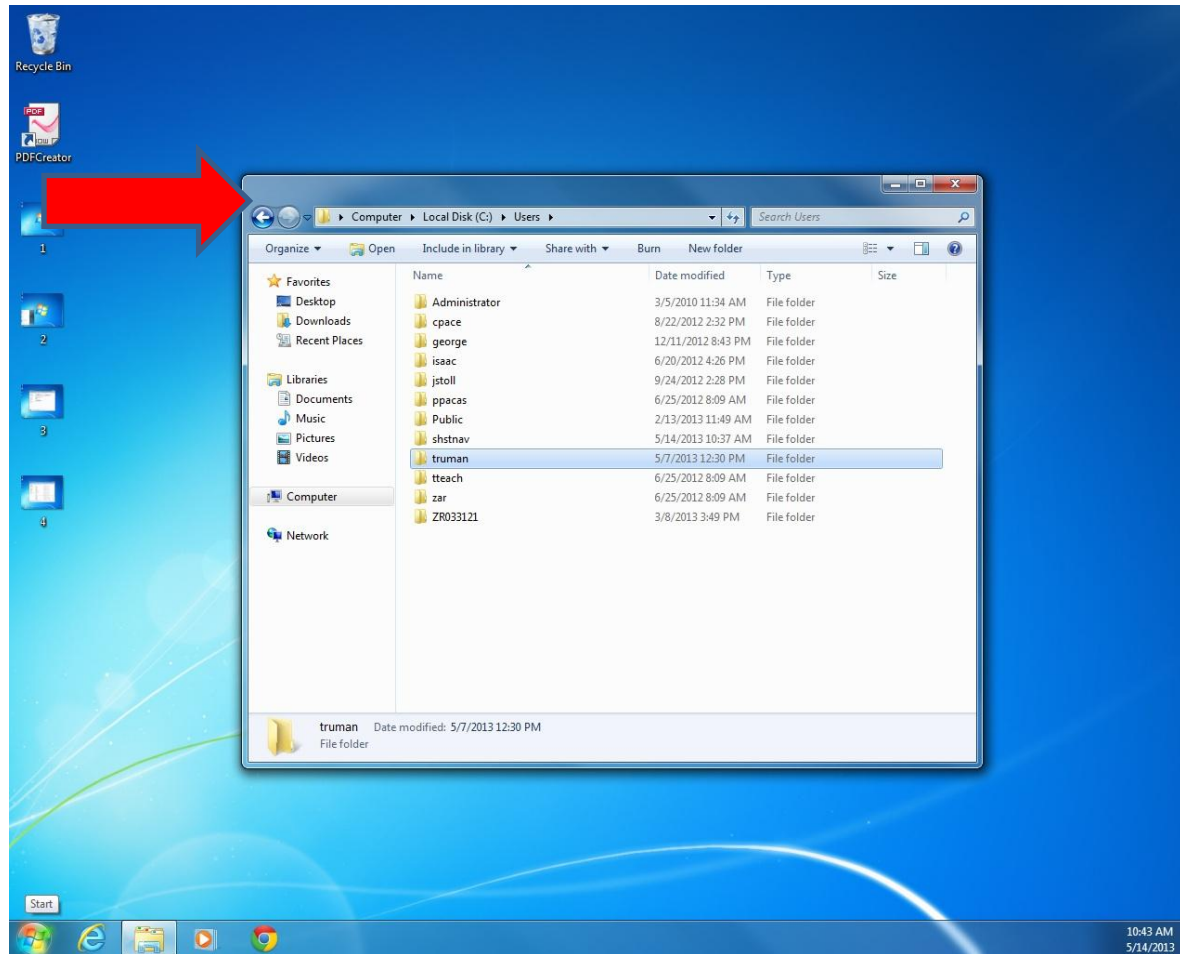 Recycle Bin
PDF
PDFCreator
1
2
3
4
Computer ▸ Local Disk (C:) ▸ Users ▸
Search Users
Organize Open Include in library Share with Burn New folder
Favorites
Desktop
Downloads
Recent Places
Libraries
Documents
Music
Pictures
Videos
Computer
Network
Name Date modified Type Size
Administrator 3/5/2010 11:34 AM File folder
cpace 8/22/2012 2:32 PM File folder
george 12/11/2012 8:43 PM File folder
isaac 6/20/2012 4:26 PM File folder
jstoll 9/24/2012 2:28 PM File folder
ppacas 6/25/2012 8:09 AM File folder
Public 2/13/2013 11:49 AM File folder
shstnav 5/14/2013 10:37 AM File folder
truman 5/7/2013 12:30 PM File folder
tteach 6/25/2012 8:09 AM File folder
zar 6/25/2012 8:09 AM File folder
ZR033121 3/8/2013 3:49 PM File folder
truman Date modified: 5/7/2013 12:30 PM
File folder
Start
10:43 AM
5/14/2013